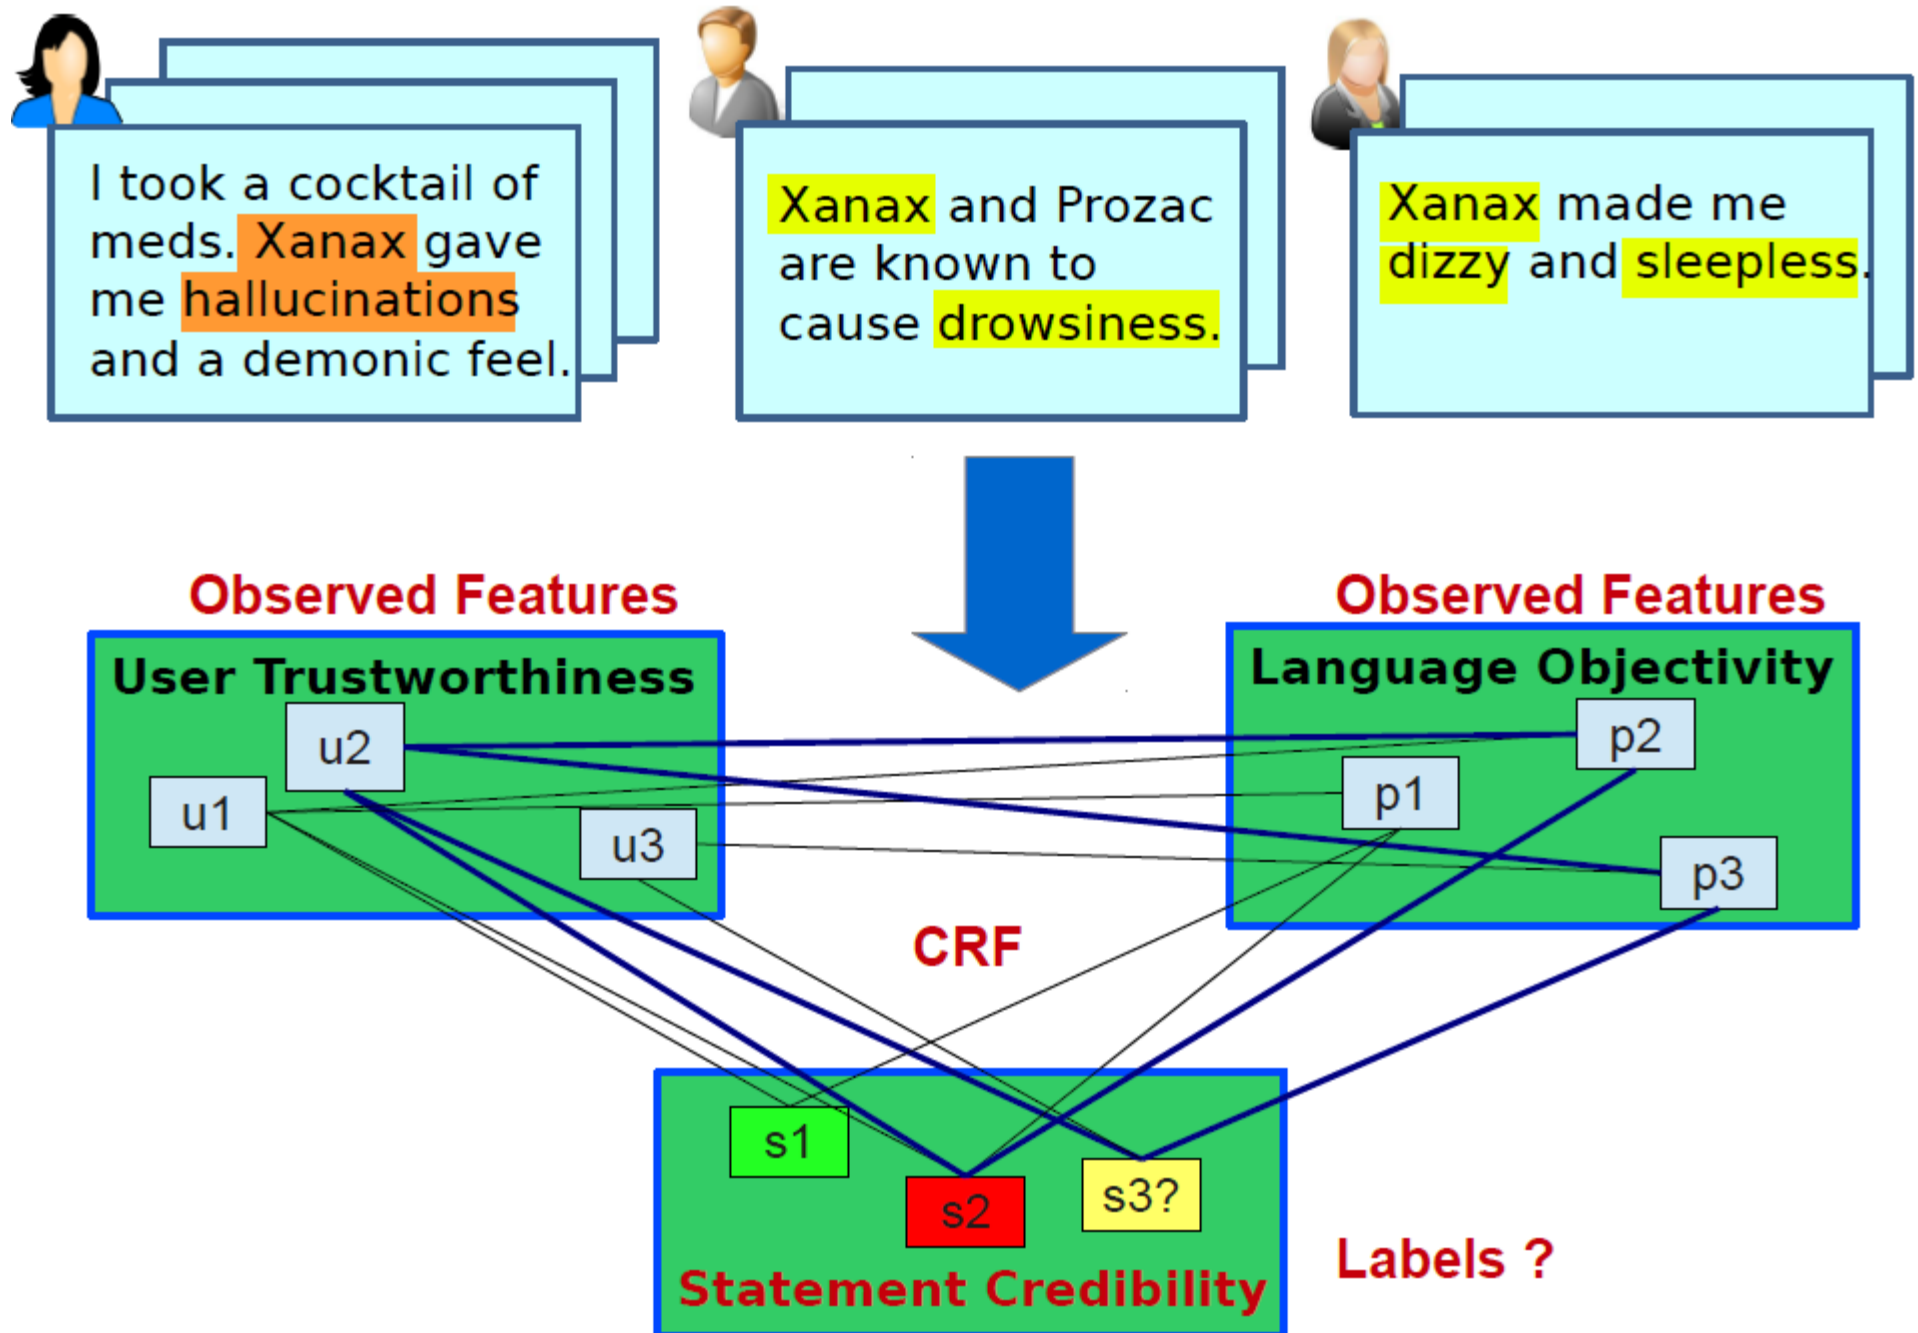 I took a cocktail of
meds. Xanax gave
me hallucinations
and a demonic feel.
Xanax and Prozac
are known to
cause drowsiness.
Xanax made me
dizzy and sleepless.
Observed Features
Observed Features
User Trustworthiness
Language Objectivity
u2
u1
u3
p2
p1
p3
CRF
s1
s2
s3?
Statement Credibility
Labels ?